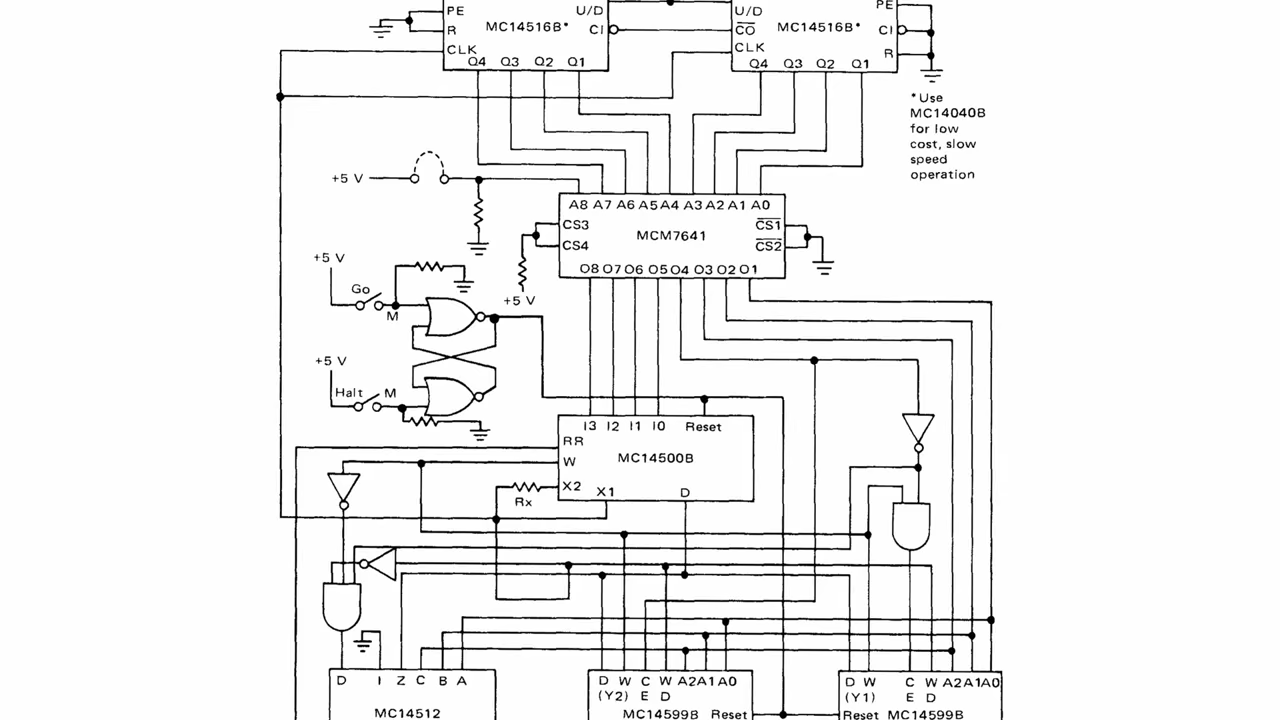 PE
U/D
U/D
PE
R
MC14516B*
CI
CO
MC14516B*
CI
CLK
CLK
R
Q4 Q3 Q2 Q1
Q4 Q3 Q2 Q1
*Use
MC14040B
for low
cost, slow
speed
operation
+5 V
A8 A7 A6 A5 A4 A3 A2 A1 A0
CS3
CS1
MCM7641
CS4
CS2
O8 O7 O6 O5 O4 O3 O2 O1
+5 V
+5 V
Go
M
+5 V
Halt
M
I3 I2 I1 I0 Reset
RR
MC14500B
W
X2
X1
D
Rx
D I Z C B A
MC14512
D W C W A2 A1 A0
(Y2) E D
MC14599B Reset
D W C W A2 A1 A0
(Y1) E D
Reset MC14599B